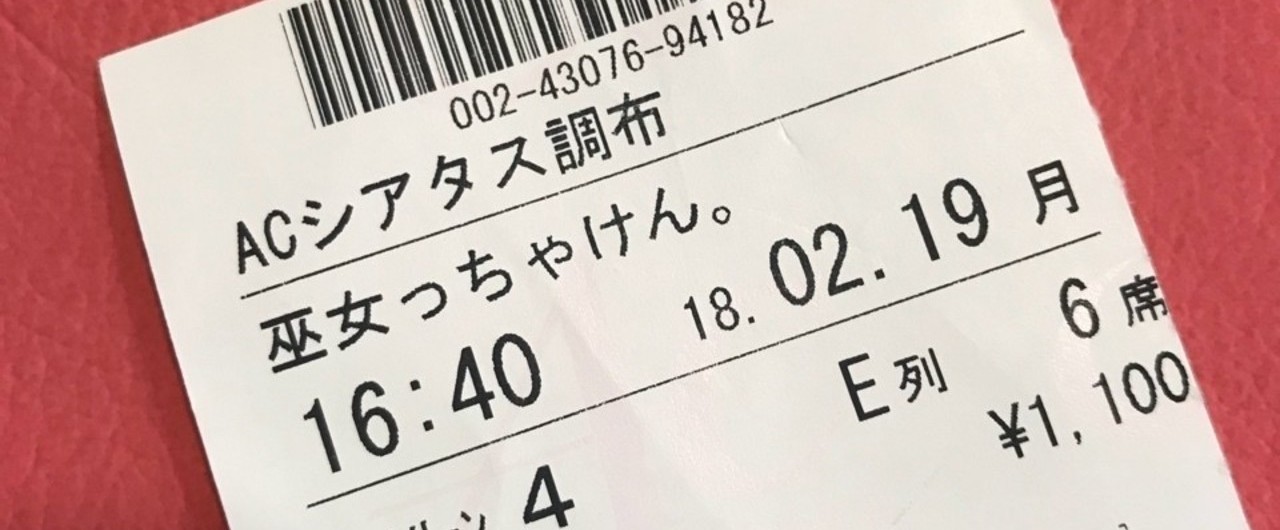 002-43076-94182
ACシアタス調布
巫女っちゃけん。
16:40 18.02.19 月
E列 6席
¥1,100
4